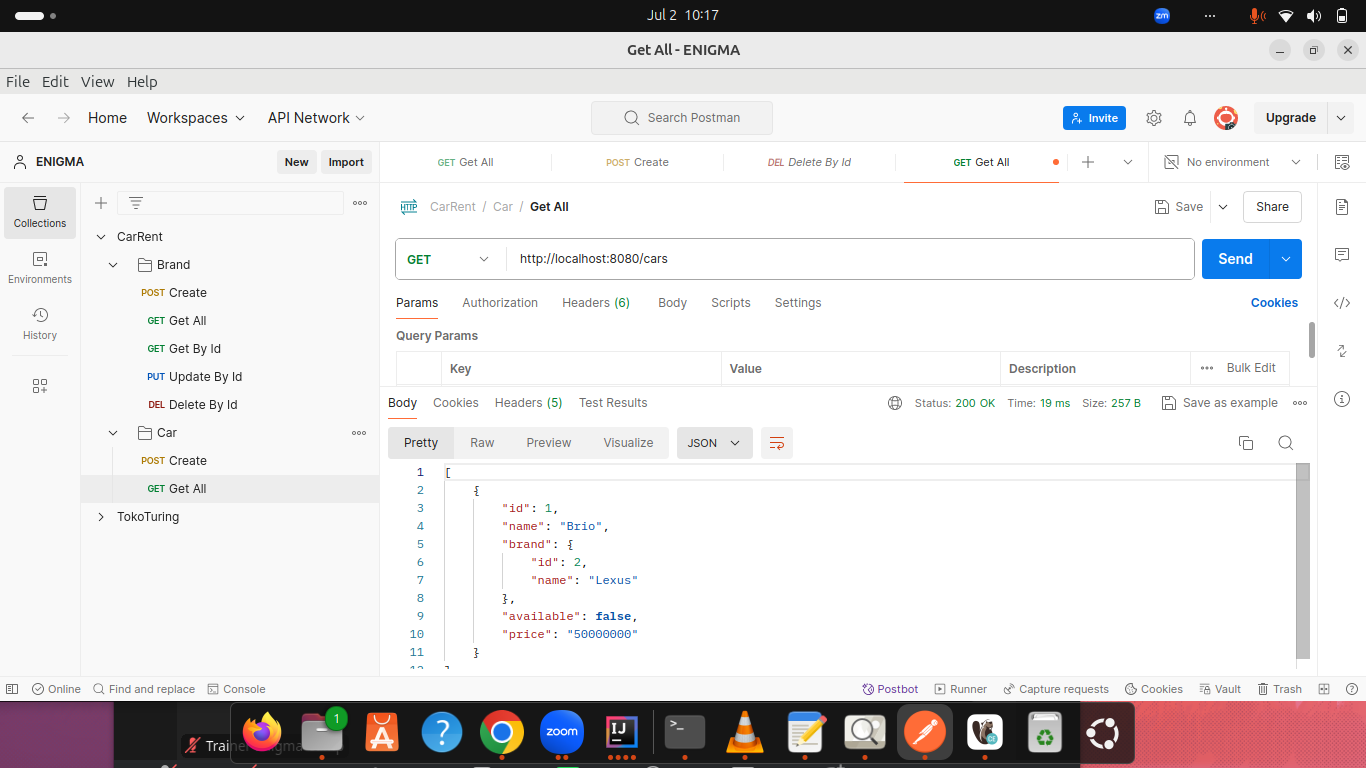 Jul 2 10:17
zm
Get All - ENIGMA
File Edit View Help
Home Workspaces API Network Search Postman Invite Upgrade
ENIGMA New Import
GET Get All POST Create DEL Delete By Id GET Get All No environment
Collections
Environments
History
CarRent
Brand
POST Create
GET Get All
GET Get By Id
PUT Update By Id
DEL Delete By Id
Car
POST Create
GET Get All
TokoTuring
HTTP CarRent / Car / Get All Save Share
GET http://localhost:8080/cars Send
Params Authorization Headers (6) Body Scripts Settings Cookies
Query Params
Key Value Description Bulk Edit
Body Cookies Headers (5) Test Results Status: 200 OK Time: 19 ms Size: 257 B Save as example
Pretty Raw Preview Visualize JSON
1 [
2 {
3 "id": 1,
4 "name": "Brio",
5 "brand": {
6 "id": 2,
7 "name": "Lexus"
8 },
9 "available": false,
10 "price": "50000000"
11 }
12 ]
Online Find and replace Console Postbot Runner Capture requests Cookies Vault Trash
1
zoom
IJ